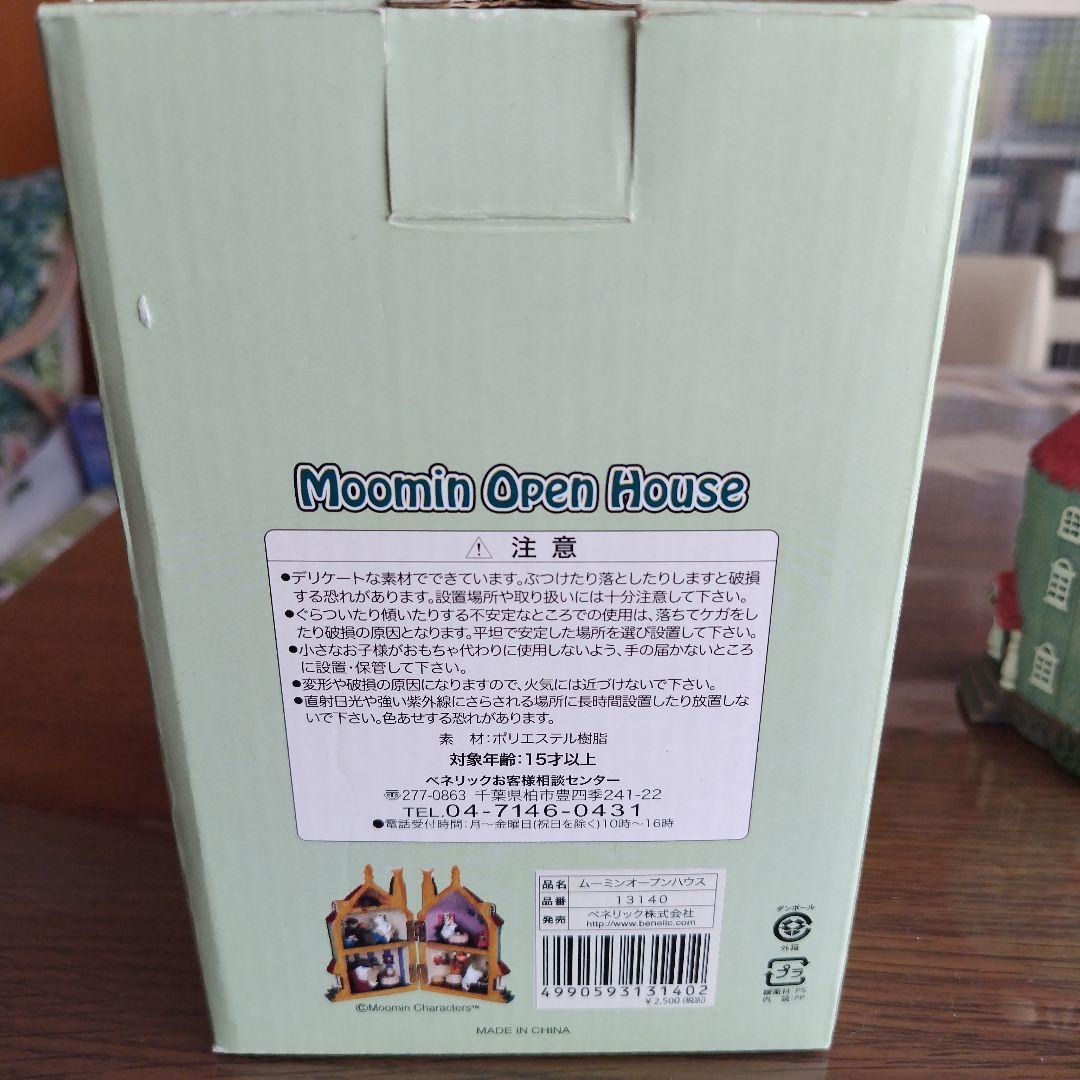 Moomin Open House
⚠ 注意
●デリケートな素材でできています。ぶつけたり落としたりしますと破損
する恐れがあります。設置場所や取り扱いには十分注意して下さい。
●ぐらついたり傾いたりする不安定なところでの使用は、落ちてケガをし
たり破損の原因となります。平坦で安定した場所を選び設置して下さい。
●小さなお子様がおもちゃ代わりに使用しないよう、手の届かないところ
に設置・保管して下さい。
●変形や破損の原因になりますので、火気には近づけないで下さい。
●直射日光や強い紫外線にさらされる場所に長時間設置したり放置しな
いで下さい。色あせする恐れがあります。
素 材:ポリエステル樹脂
対象年齢:15才以上
ベネリックお客様相談センター
〒277-0863 千葉県柏市豊四季241-22
TEL.04-7146-0431
●電話受付時間:月〜金曜日(祝日を除く)10時〜16時
品名 ムーミンオープンハウス
品番 13140
発売 ベネリック株式会社
http://www.benelic.com
4990593131402
¥2,500(税別)
©Moomin Characters™
MADE IN CHINA
ダンボール
外箱
プラ
緩衝材:PS
内袋:PP